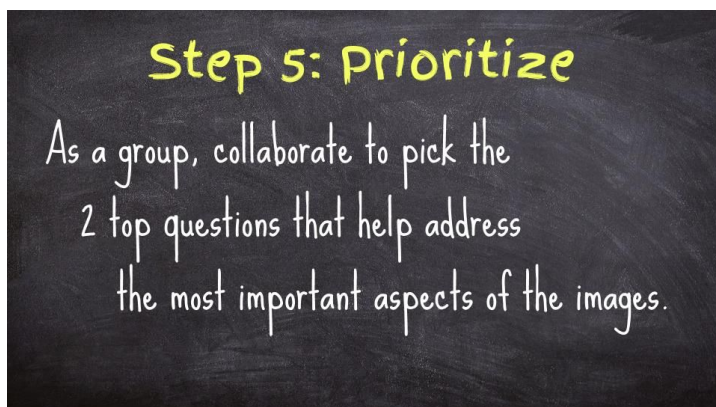 Step 5: Prioritize
As a group, collaborate to pick the
2 top questions that help address
the most important aspects of the images.